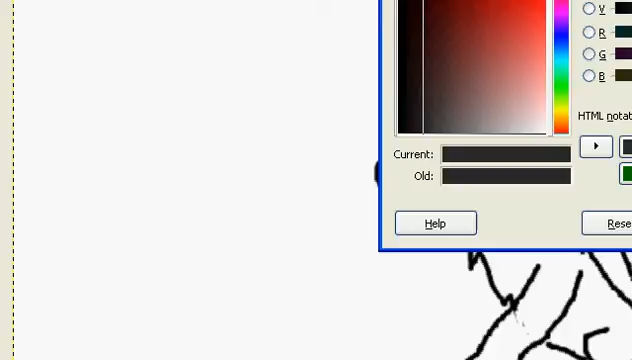 V
R
G
B
HTML notat
Current:
Old:
Help
Rese